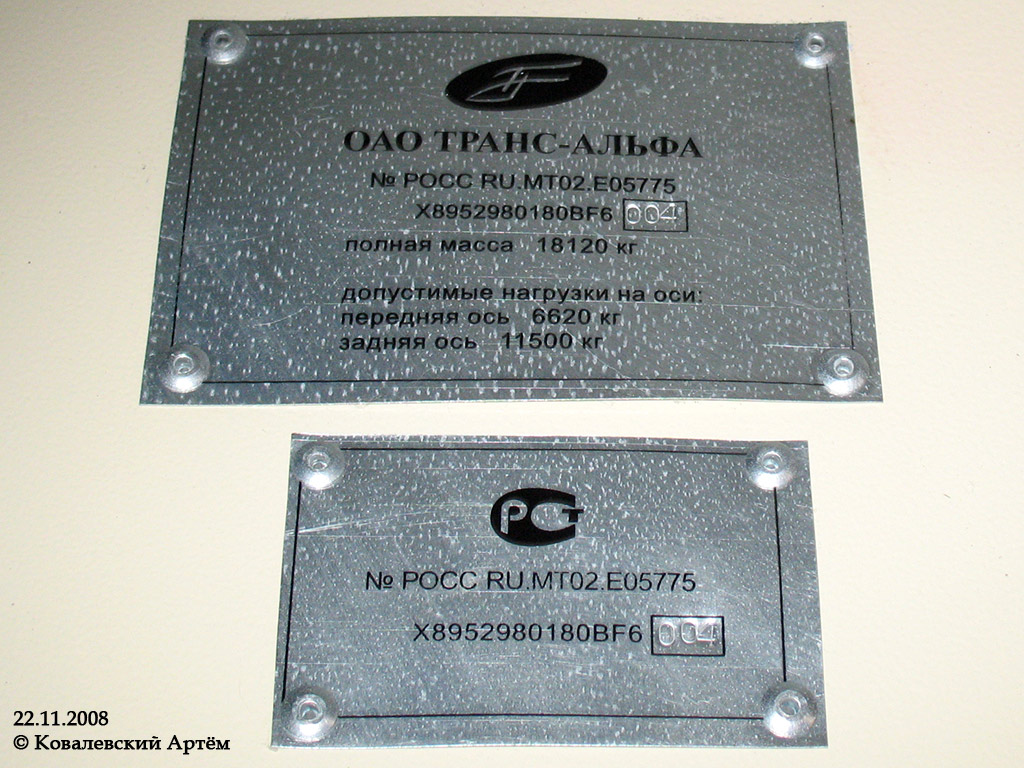 ОАО ТРАНС-АЛЬФА
№ РОСС RU.МТ02.Е05775
X8952980180BF6 004
полная масса 18120 кг
допустимые нагрузки на оси:
передняя ось 6620 кг
задняя ось 11500 кг
РСТ
№ РОСС RU.МТ02.Е05775
X8952980180BF6 004
22.11.2008
© Ковалевский Артём